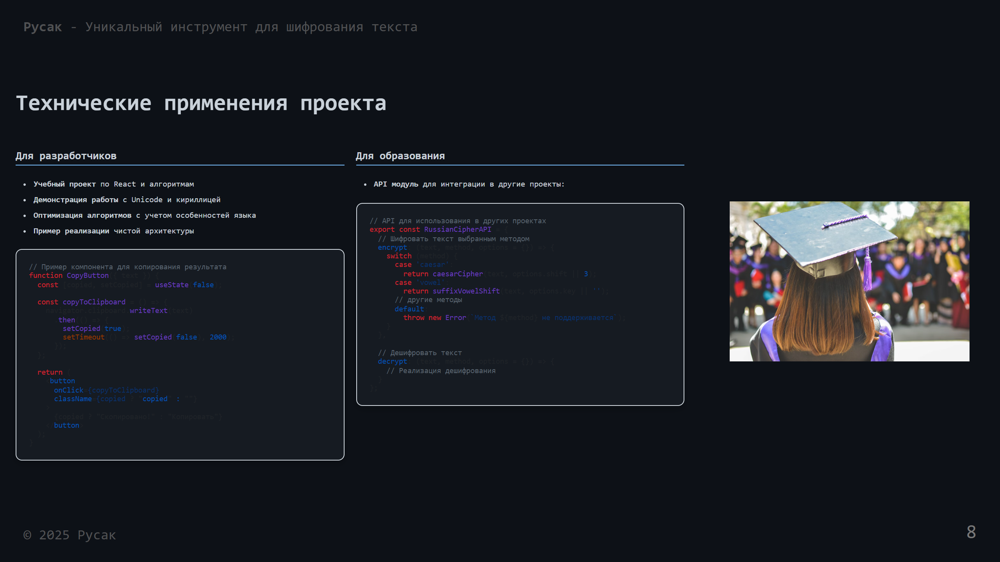 Русак - Уникальный инструмент для шифрования текста
Технические применения проекта
Для разработчиков
• Учебный проект по React и алгоритмам
• Демонстрация работы с Unicode и кириллицей
• Оптимизация алгоритмов с учетом особенностей языка
• Пример реализации чистой архитектуры
// Пример компонента для копирования результата
function CopyButton({ text }) {
  const [copied, setCopied] = useState(false);
  const copyToClipboard = () => {
    navigator.clipboard.writeText(text)
      .then(() => {
        setCopied(true);
        setTimeout(() => setCopied(false), 2000);
      });
  };
  return (
    <button
      onClick={copyToClipboard}
      className={copied ? "copied" : ""}
    >
      {copied ? "Скопировано!" : "Копировать"}
    </button>
  );
}
Для образования
• API модуль для интеграции в другие проекты:
// API для использования в других проектах
export const RussianCipherAPI = {
  // Шифровать текст выбранным методом
  encrypt: (text, method, options = {}) => {
    switch (method) {
      case 'caesar':
        return caesarCipher(text, options.shift || 3);
      case 'vowel':
        return suffixVowelShift(text, options.key || '');
      // другие методы
      default:
        throw new Error(`Метод ${method} не поддерживается`);
    }
  },
  // Дешифровать текст
  decrypt: (text, method, options = {}) => {
    // Реализация дешифрования
  }
};
© 2025 Русак
8